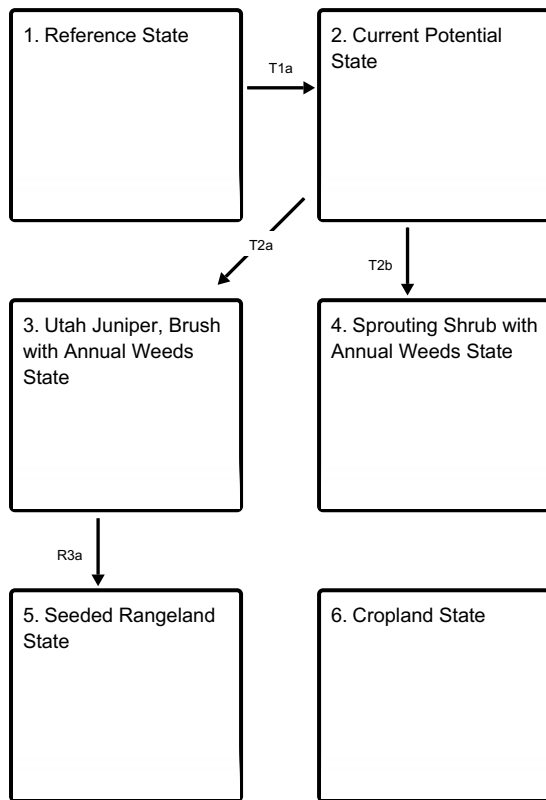 1. Reference State
2. Current Potential
State
T1a
T2a
T2b
3. Utah Juniper, Brush
with Annual Weeds
State
4. Sprouting Shrub with
Annual Weeds State
R3a
5. Seeded Rangeland
State
6. Cropland State